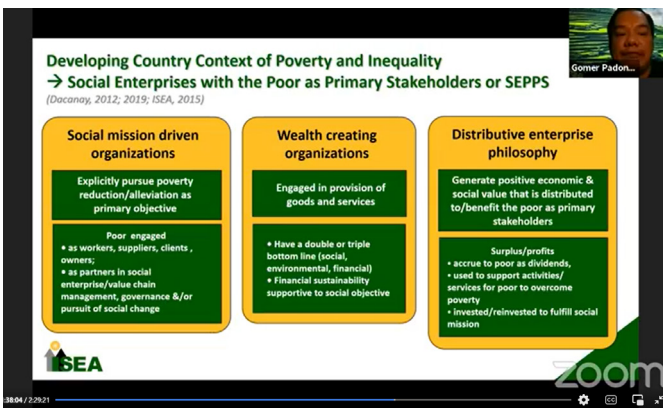 Gomer Padon...
Developing Country Context of Poverty and Inequality
→ Social Enterprises with the Poor as Primary Stakeholders or SEPPS
(Dacanay, 2012; 2019; ISEA, 2015)
Social mission driven
organizations
Explicitly pursue poverty
reduction/alleviation as
primary objective
Poor engaged
• as workers, suppliers, clients ,
owners;
• as partners in social
enterprise/value chain
management, governance &/or
pursuit of social change
Wealth creating
organizations
Engaged in provision of
goods and services
• Have a double or triple
bottom line (social,
environmental, financial)
• Financial sustainability
supportive to social objective
Distributive enterprise
philosophy
Generate positive economic &
social value that is distributed
to/benefit the poor as primary
stakeholders
Surplus/profits
• accrue to poor as dividends,
• used to support activities/
services for poor to overcome
poverty
• invested/reinvested to fulfill social
mission
ISEA
zoom
:38:04 / 2:29:21
CC